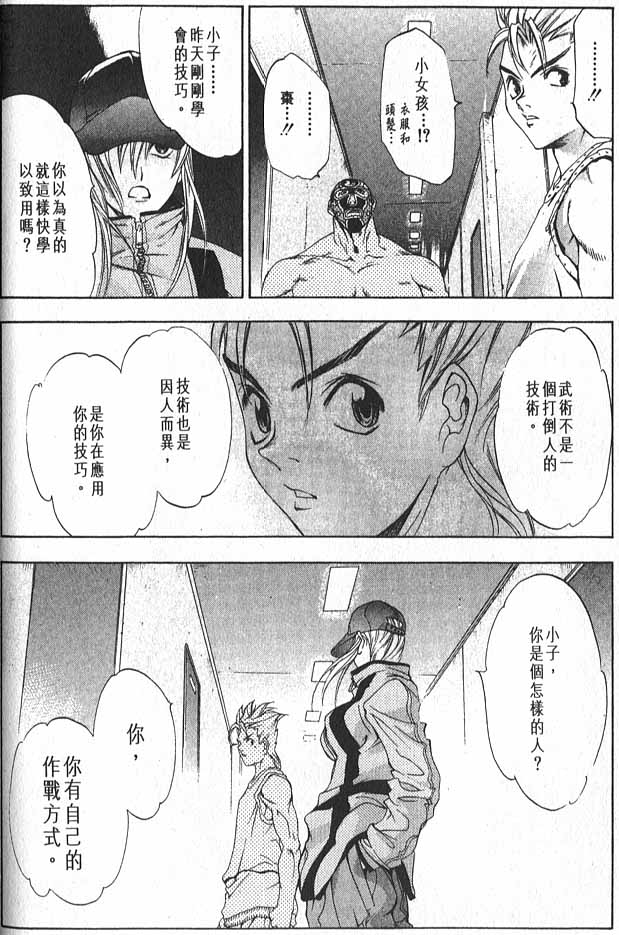 ……!!
小女孩…!?
衣服和
頭髮…
……
棗…!!
小子……
昨天剛剛學
會的技巧。
你以為真的
就這樣快學
以致用嗎?
武術不是一
個打倒人的
技術。
技術也是
因人而異,
是你在應用
你的技巧。
小子,
你是個怎樣的人?
你,
你有自己的
作戰方式。